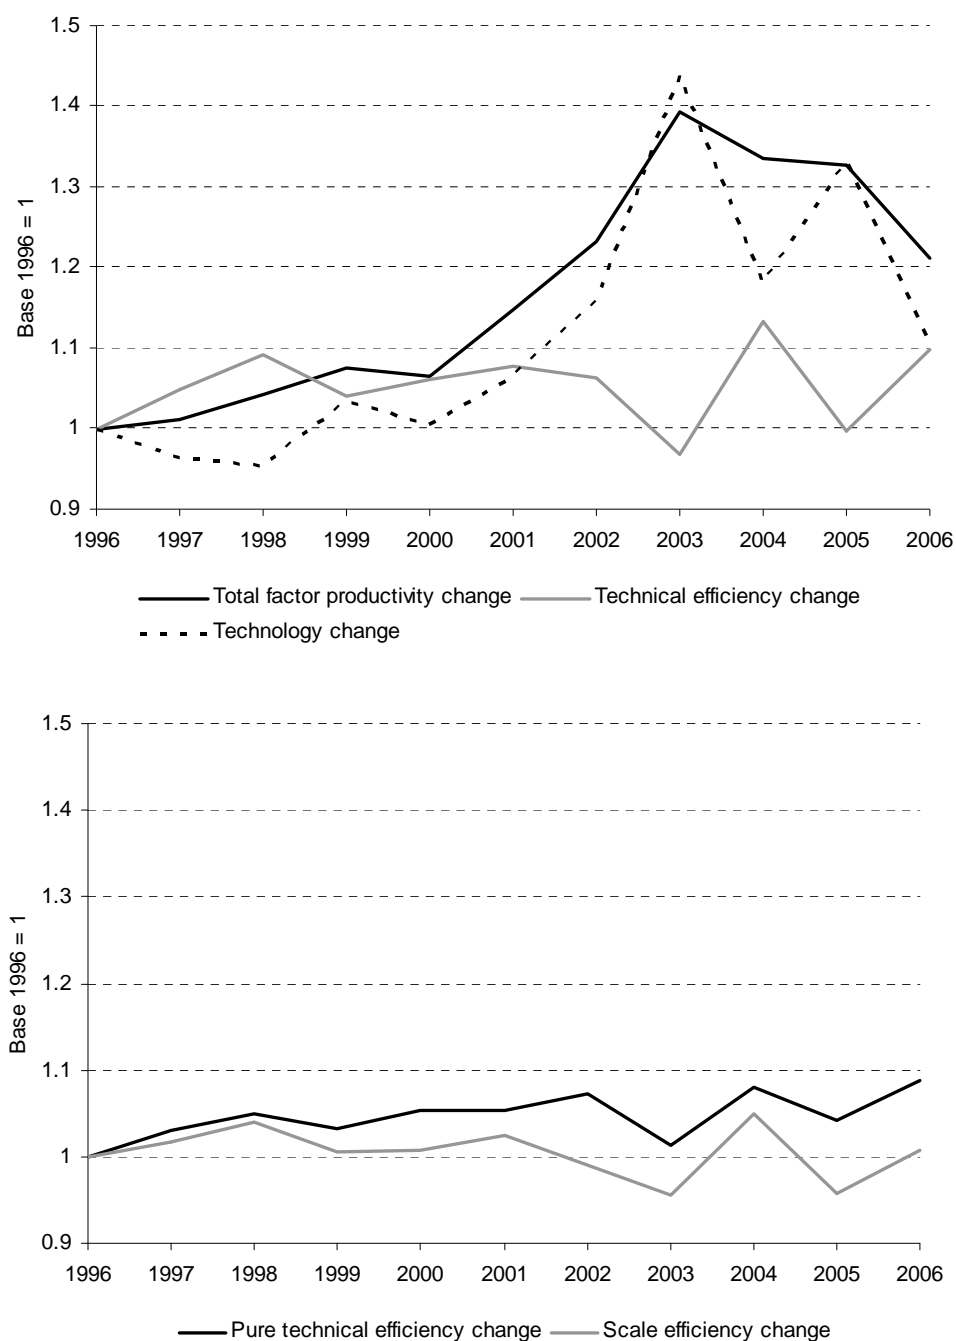 1.5
1.4
1.3
1.2
1.1
1
0.9
Base 1996 = 1
1996 1997 1998 1999 2000 2001 2002 2003 2004 2005 2006
Total factor productivity change Technical efficiency change
Technology change
1.5
1.4
1.3
1.2
1.1
1
0.9
Base 1996 = 1
1996 1997 1998 1999 2000 2001 2002 2003 2004 2005 2006
Pure technical efficiency change Scale efficiency change